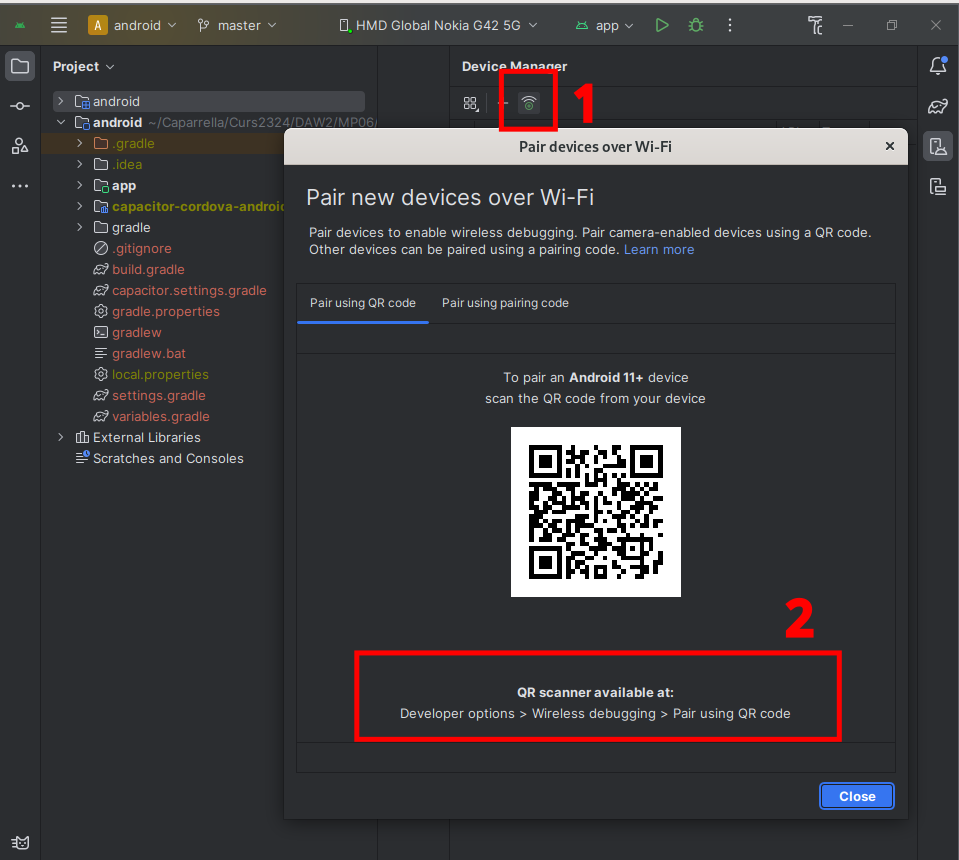 A android master HMD Global Nokia G42 5G app
Project
Device Manager
1
android
android ~/Caparrella/Curs2324/DAW2/MP06/
.gradle
.idea
app
capacitor-cordova-android
gradle
.gitignore
build.gradle
capacitor.settings.gradle
gradle.properties
gradlew
gradlew.bat
local.properties
settings.gradle
variables.gradle
External Libraries
Scratches and Consoles
Pair devices over Wi-Fi
Pair new devices over Wi-Fi
Pair devices to enable wireless debugging. Pair camera-enabled devices using a QR code.
Other devices can be paired using a pairing code. Learn more
Pair using QR code Pair using pairing code
To pair an Android 11+ device
scan the QR code from your device
2
QR scanner available at:
Developer options > Wireless debugging > Pair using QR code
Close